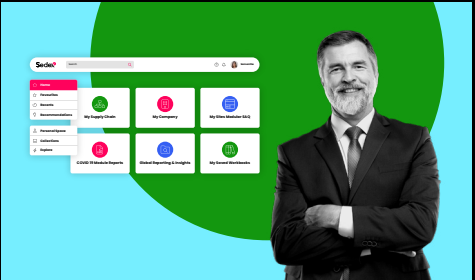 Sedex
Search
Samantha
Home
Favourites
Recents
Recommendations
Personal Space
Collections
Explore
My Supply Chain
My Company
My Sites Modular SAQ
COVID 19 Module Reports
Global Reporting & Insights
My Saved Workbooks